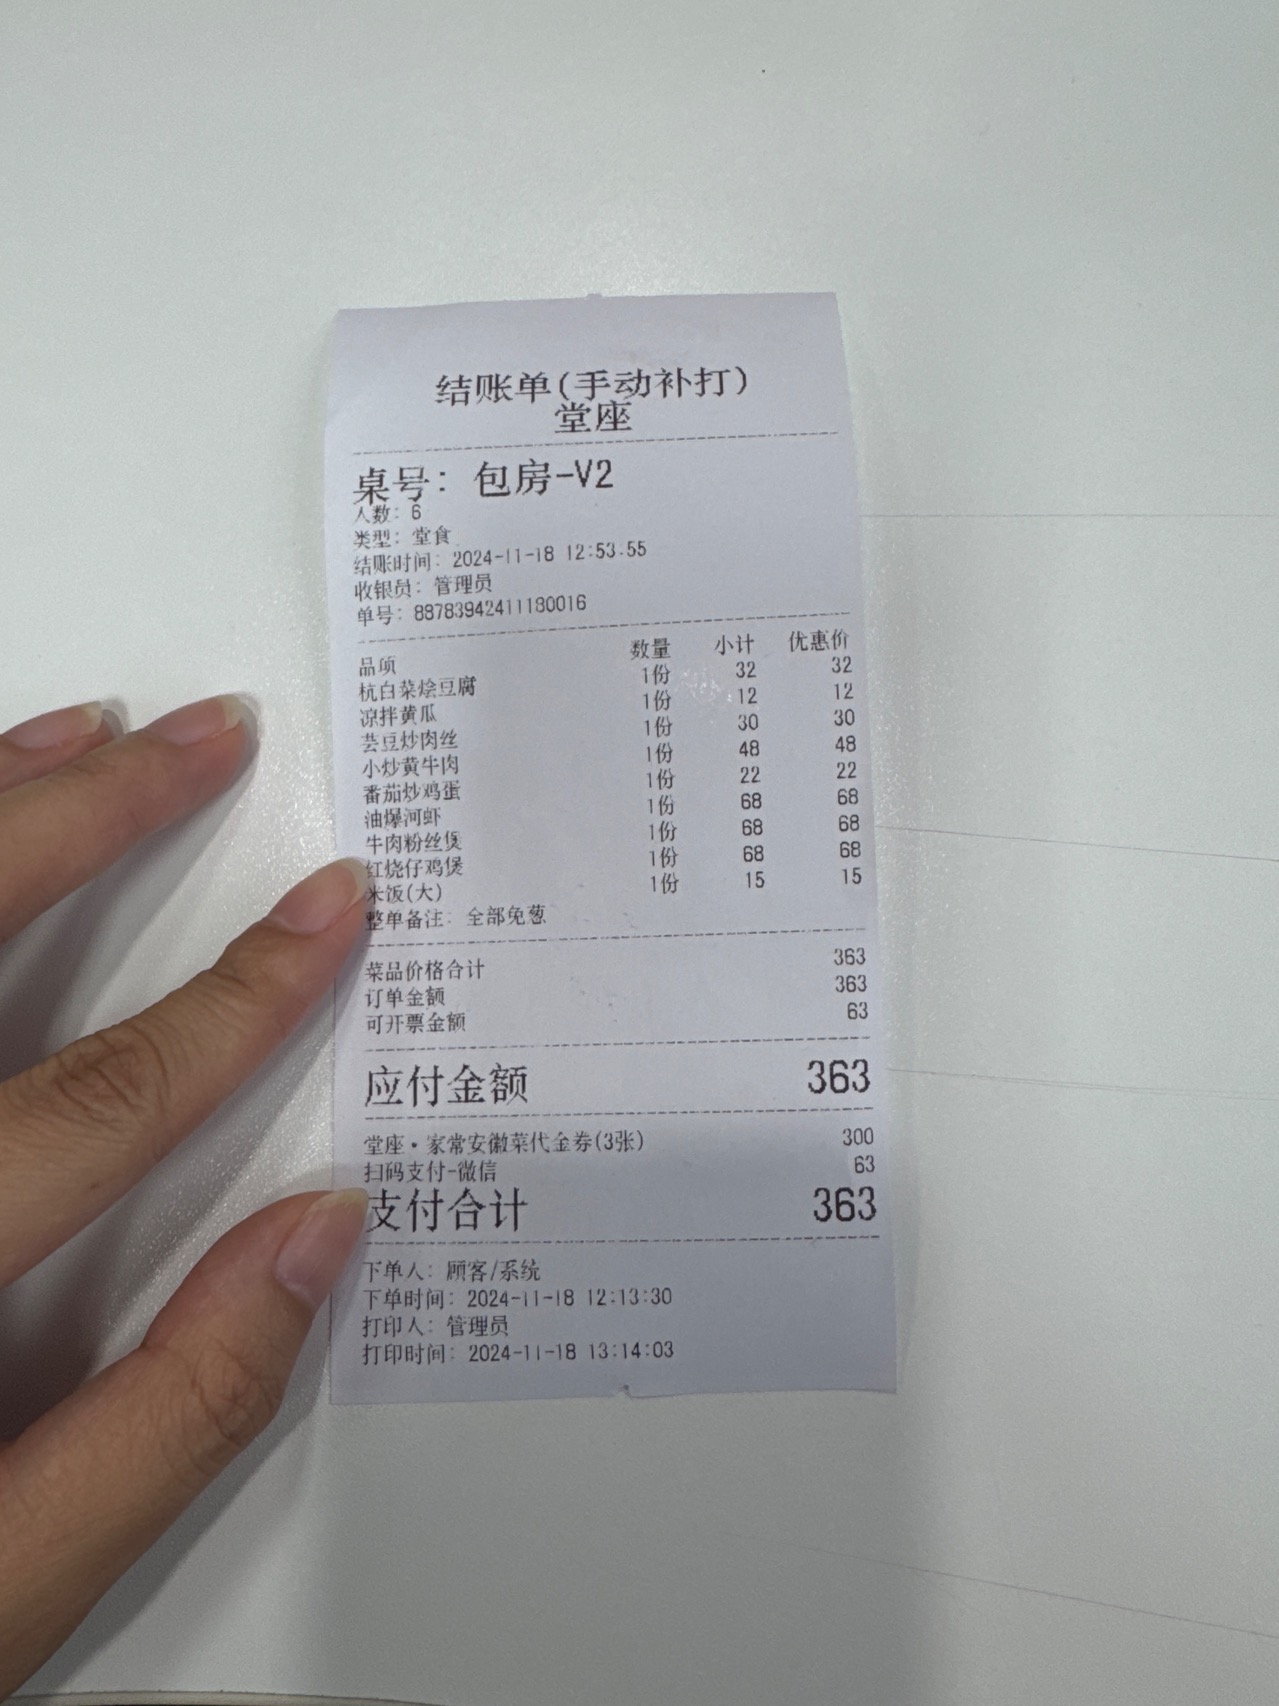 结账单(手动补打)
堂座
桌号: 包房-V2
人数: 6
类型: 堂食
结账时间: 2024-11-18 12:53:55
收银员: 管理员
单号: 88783942411180016
品项 数量 小计 优惠价
杭白菜烩豆腐 1份 32 32
凉拌黄瓜 1份 12 12
芸豆炒肉丝 1份 30 30
小炒黄牛肉 1份 48 48
番茄炒鸡蛋 1份 22 22
油爆河虾 1份 68 68
牛肉粉丝煲 1份 68 68
红烧仔鸡煲 1份 68 68
米饭(大) 1份 15 15
整单备注: 全部免葱
菜品价格合计 363
订单金额 363
可开票金额 63
应付金额 363
堂座·家常安徽菜代金券(3张) 300
扫码支付-微信 63
支付合计 363
下单人: 顾客/系统
下单时间: 2024-11-18 12:13:30
打印人: 管理员
打印时间: 2024-11-18 13:14:03